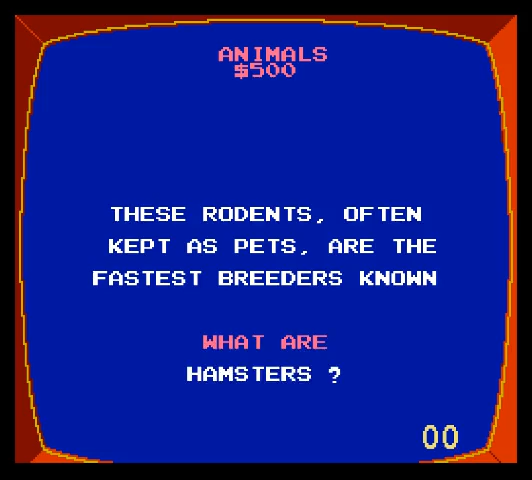 ANIMALS
$500
THESE RODENTS, OFTEN
KEPT AS PETS, ARE THE
FASTEST BREEDERS KNOWN
WHAT ARE
HAMSTERS ?
00